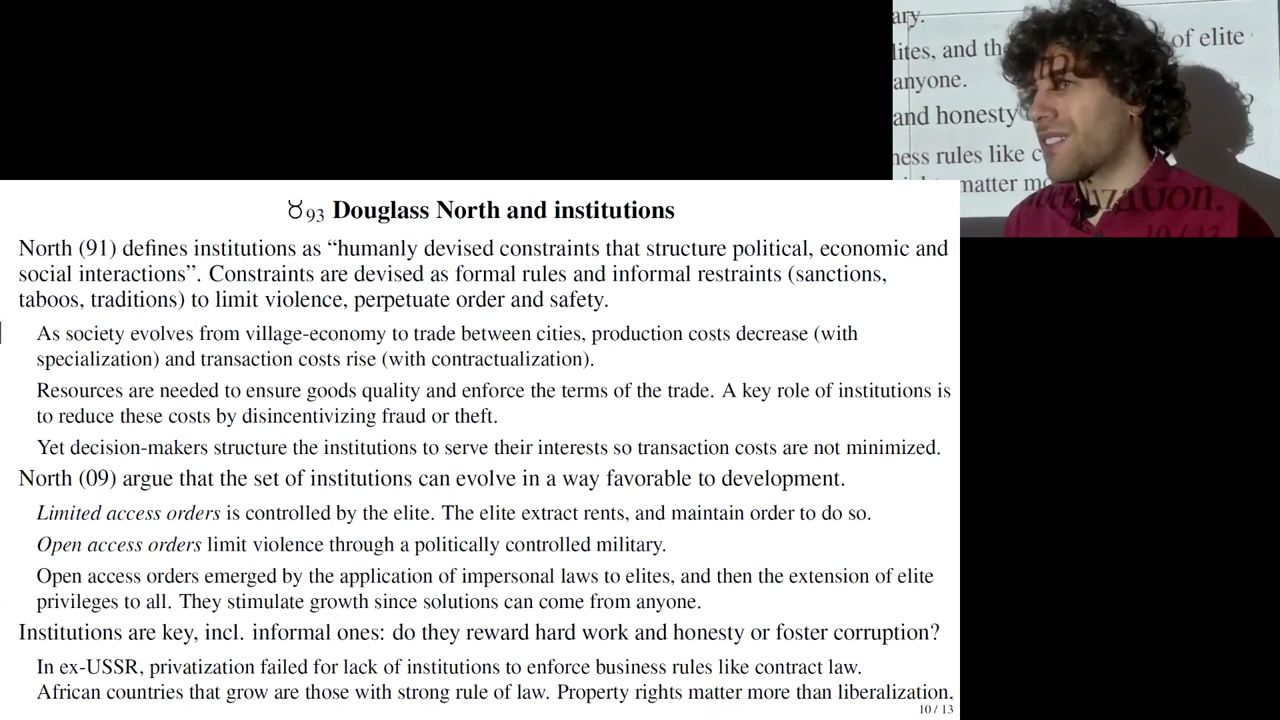 ary.
lites, and th of elite
anyone.
and honesty
ness rules like c
matter mo
lization.
10 / 13
♉93 Douglass North and institutions
North (91) defines institutions as “humanly devised constraints that structure political, economic and
social interactions”. Constraints are devised as formal rules and informal restraints (sanctions,
taboos, traditions) to limit violence, perpetuate order and safety.
As society evolves from village-economy to trade between cities, production costs decrease (with
specialization) and transaction costs rise (with contractualization).
Resources are needed to ensure goods quality and enforce the terms of the trade. A key role of institutions is
to reduce these costs by disincentivizing fraud or theft.
Yet decision-makers structure the institutions to serve their interests so transaction costs are not minimized.
North (09) argue that the set of institutions can evolve in a way favorable to development.
Limited access orders is controlled by the elite. The elite extract rents, and maintain order to do so.
Open access orders limit violence through a politically controlled military.
Open access orders emerged by the application of impersonal laws to elites, and then the extension of elite
privileges to all. They stimulate growth since solutions can come from anyone.
Institutions are key, incl. informal ones: do they reward hard work and honesty or foster corruption?
In ex-USSR, privatization failed for lack of institutions to enforce business rules like contract law.
African countries that grow are those with strong rule of law. Property rights matter more than liberalization.
10 / 13